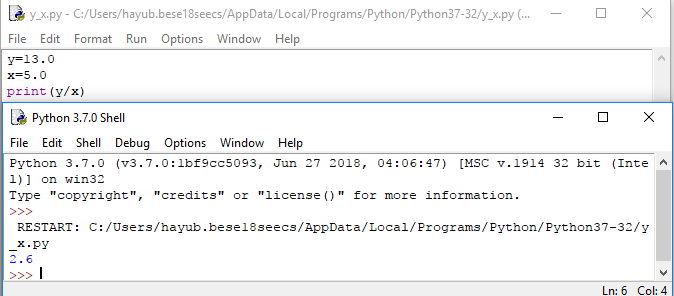 y_x.py - C:/Users/hayub.bese18seecs/AppData/Local/Programs/Python/Python37-32/y_x.py (...
File Edit Format Run Options Window Help
y=13.0
x=5.0
print(y/x)
Python 3.7.0 Shell
File Edit Shell Debug Options Window Help
Python 3.7.0 (v3.7.0:1bf9cc5093, Jun 27 2018, 04:06:47) [MSC v.1914 32 bit (Inte
l)] on win32
Type "copyright", "credits" or "license()" for more information.
>>>
RESTART: C:/Users/hayub.bese18seecs/AppData/Local/Programs/Python/Python37-32/y
_x.py
2.6
>>>
Ln: 6 Col: 4